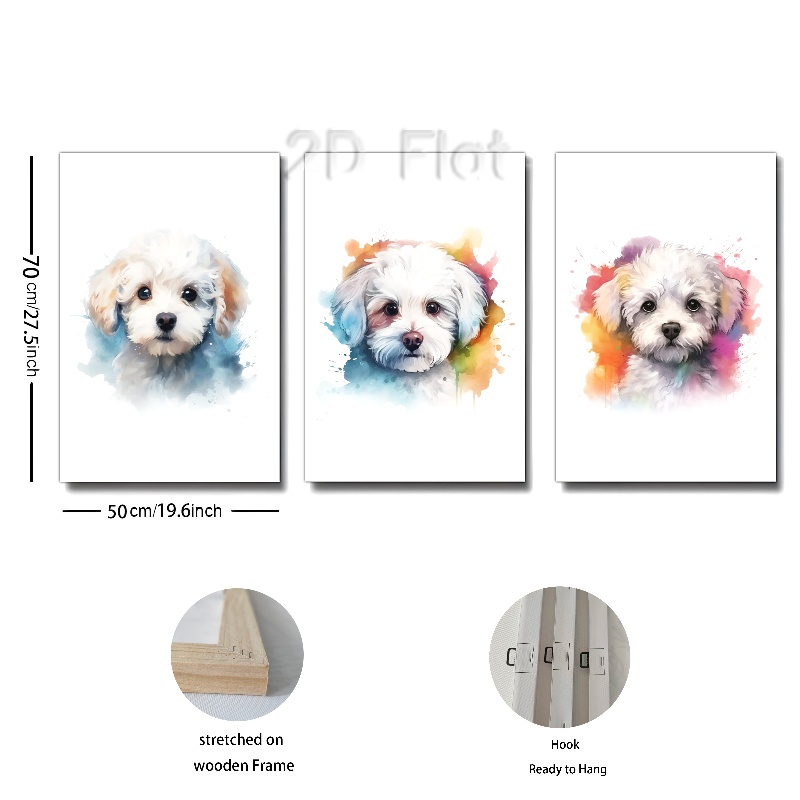 2D Flat
70 cm/27.5inch
50cm/19.6inch
stretched on
wooden Frame
Hook
Ready to Hang